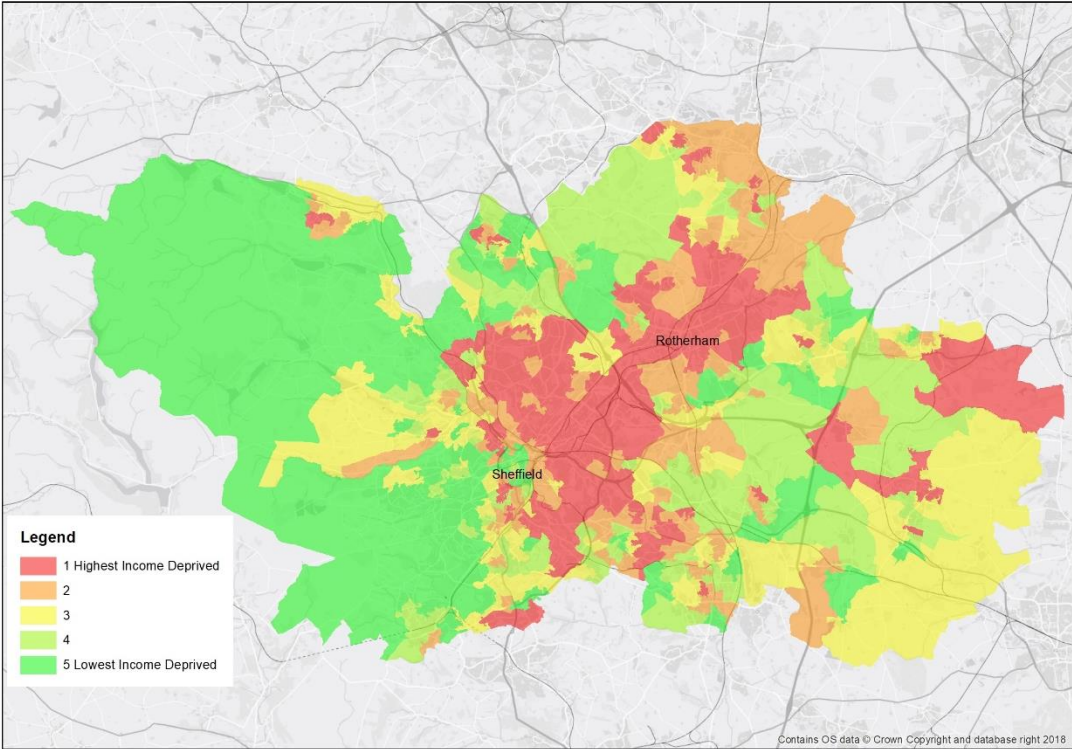 Rotherham
Sheffield
Legend
1 Highest Income Deprived
2
3
4
5 Lowest Income Deprived
Contains OS data © Crown Copyright and database right 2018